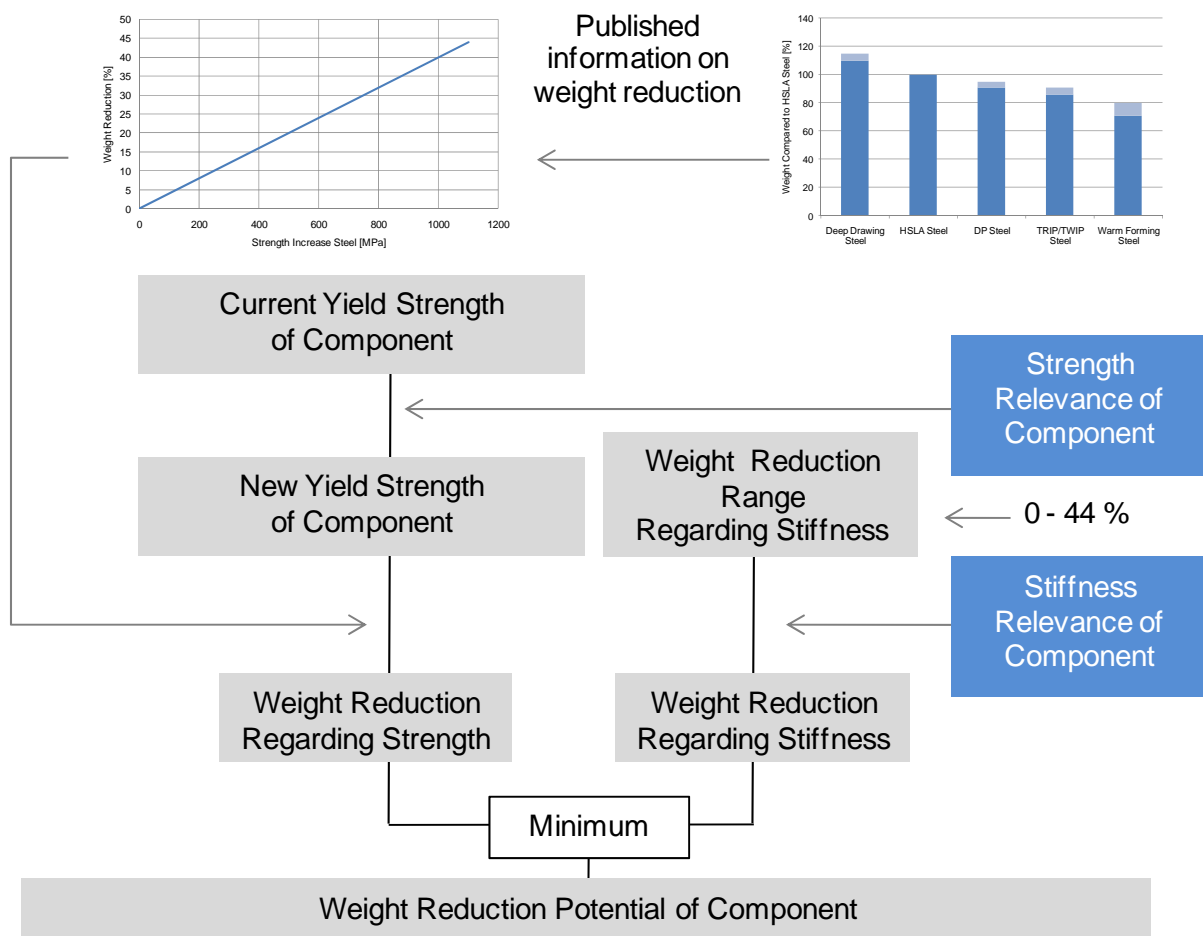 50
45
40
35
30
25
20
15
10
5
0
Weight Reduction [%]
0 200 400 600 800 1000 1200
Strength Increase Steel [MPa]
Published
information on
weight reduction
140
120
100
80
60
40
20
0
Weight Compared to HSLA Steel [%]
Deep Drawing
Steel
HSLA Steel
DP Steel
TRIP/TWIP
Steel
Warm Forming
Steel
Current Yield Strength
of Component
Strength
Relevance of
Component
New Yield Strength
of Component
Weight Reduction
Range
Regarding Stiffness
0 - 44 %
Stiffness
Relevance of
Component
Weight Reduction
Regarding Strength
Weight Reduction
Regarding Stiffness
Minimum
Weight Reduction Potential of Component